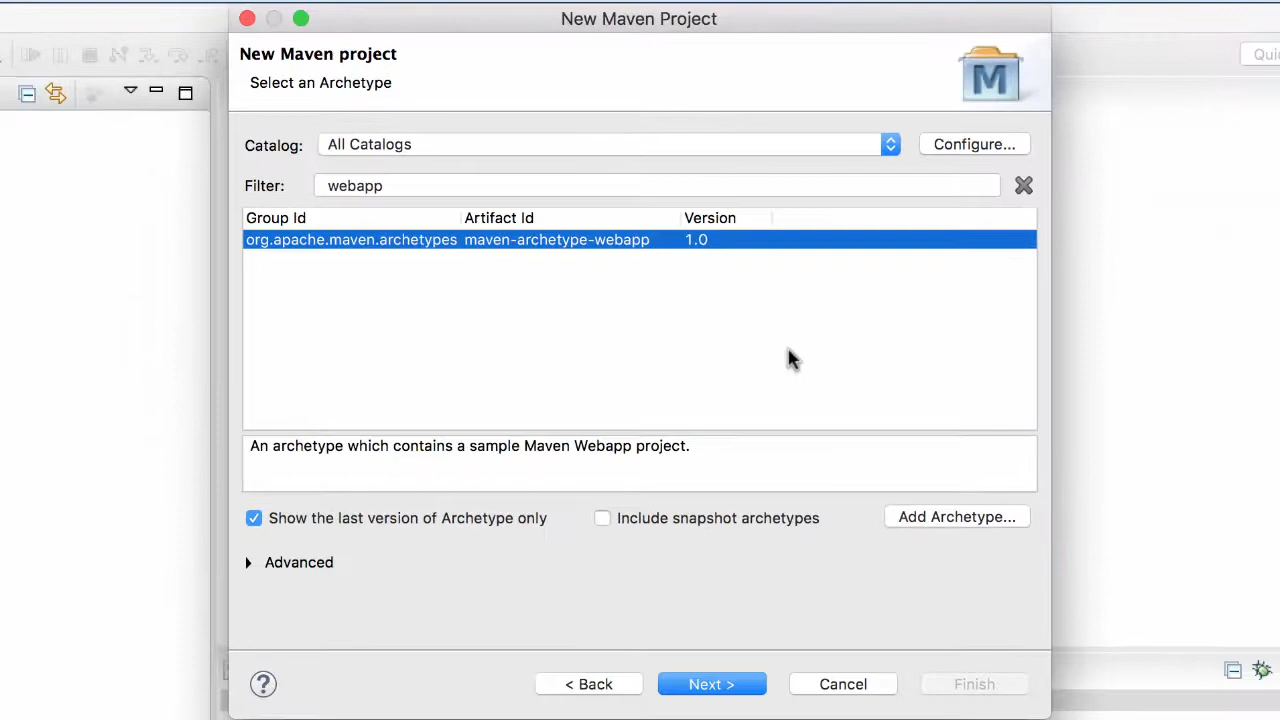 New Maven Project
New Maven project
Select an Archetype
M
Catalog: All Catalogs Configure...
Filter: webapp
Group Id Artifact Id Version
org.apache.maven.archetypes maven-archetype-webapp 1.0
An archetype which contains a sample Maven Webapp project.
Show the last version of Archetype only Include snapshot archetypes Add Archetype...
Advanced
? < Back Next > Cancel Finish